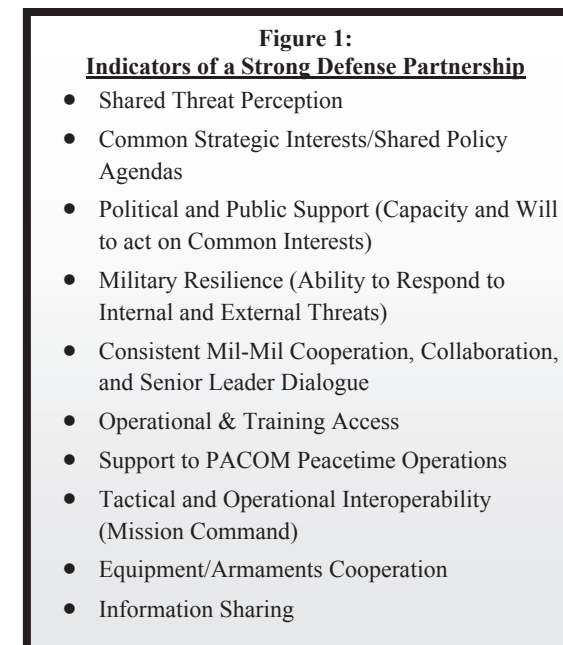 Figure 1:
Indicators of a Strong Defense Partnership
• Shared Threat Perception
• Common Strategic Interests/Shared Policy
Agendas
• Political and Public Support (Capacity and Will
to act on Common Interests)
• Military Resilience (Ability to Respond to
Internal and External Threats)
• Consistent Mil-Mil Cooperation, Collaboration,
and Senior Leader Dialogue
• Operational & Training Access
• Support to PACOM Peacetime Operations
• Tactical and Operational Interoperability
(Mission Command)
• Equipment/Armaments Cooperation
• Information Sharing